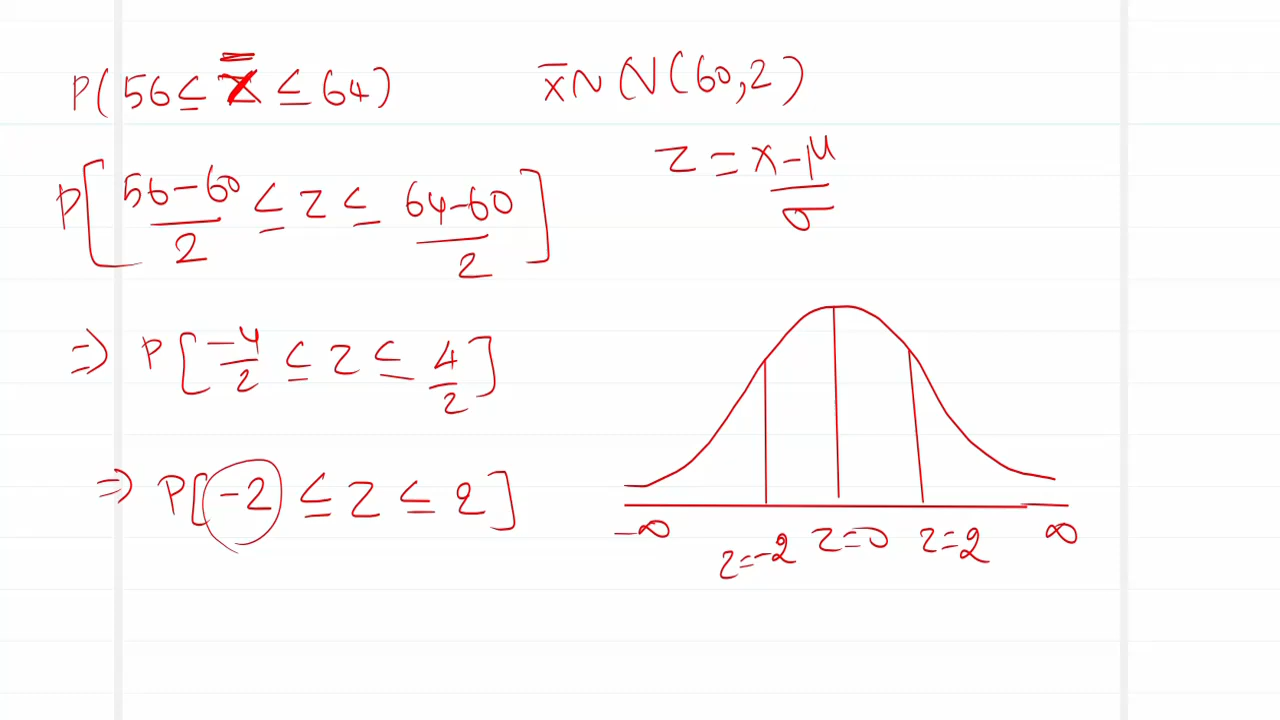 P(56 ≤ x̿ ≤ 64)
x̄ ~ N(60,2)
z = x-μ/σ
P[56-60/2 ≤ z ≤ 64-60/2]
⇒ P[-4/2 ≤ z ≤ 4/2]
⇒ P[-2 ≤ z ≤ 2]
-∞ z=-2 z=0 z=2 ∞